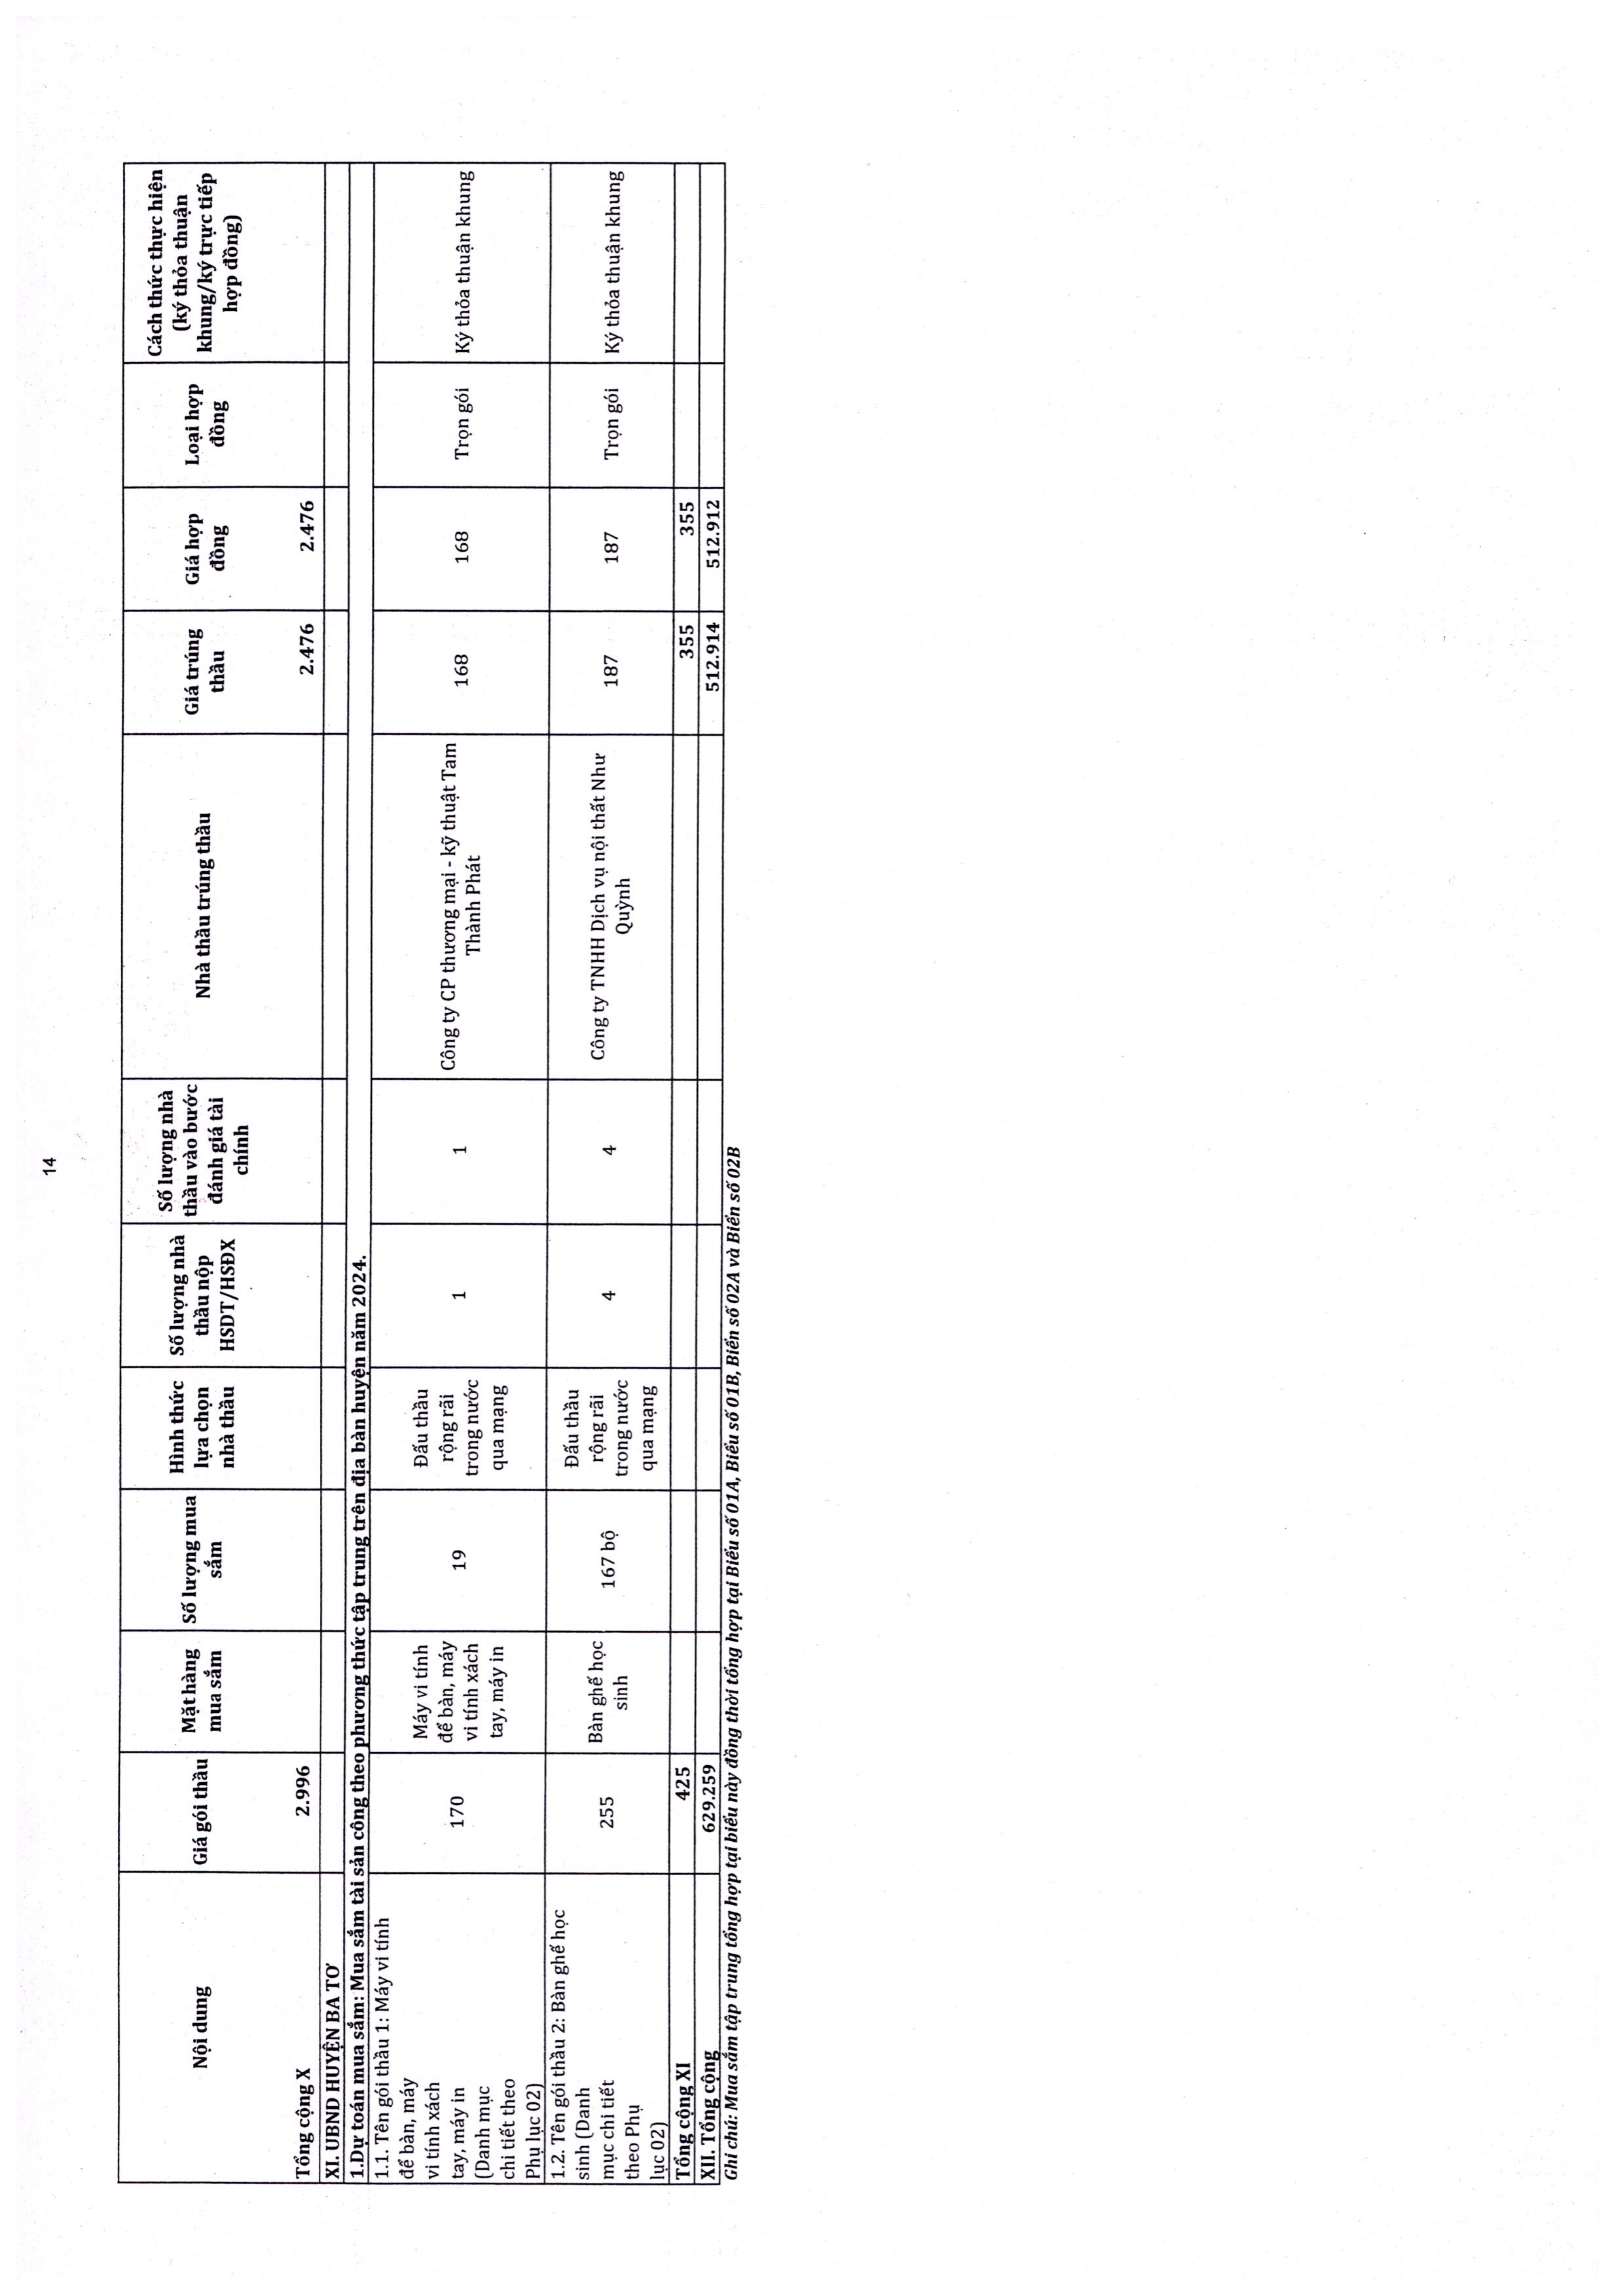 14
Nội dung
Giá gói thầu
Mặt hàng
mua sắm
Số lượng mua
sắm
Hình thức
lựa chọn
nhà thầu
Số lượng nhà
thầu nộp
HSDT/HSĐX
Số lượng nhà
thầu vào bước
đánh giá tài
chính
Nhà thầu trúng thầu
Giá trúng
thầu
Giá hợp
đồng
Loại hợp
đồng
Cách thức thực hiện
(ký thỏa thuận
khung/ký trực tiếp
hợp đồng)
Tổng cộng X
2.996
2.476
2.476
XI. UBND HUYỆN BA TƠ
1.Dự toán mua sắm: Mua sắm tài sản công theo phương thức tập trung trên địa bàn huyện năm 2024.
1.1. Tên gói thầu 1: Máy vi tính
để bàn, máy
vi tính xách
tay, máy in
(Danh mục
chi tiết theo
Phụ lục 02)
170
Máy vi tính
để bàn, máy
vi tính xách
tay, máy in
19
Đấu thầu
rộng rãi
trong nước
qua mạng
1
1
Công ty CP thương mại - kỹ thuật Tam
Thành Phát
168
168
Trọn gói
Ký thỏa thuận khung
1.2. Tên gói thầu 2: Bàn ghế học
sinh (Danh
mục chi tiết
theo Phụ
lục 02)
255
Bàn ghế học
sinh
167 bộ
Đấu thầu
rộng rãi
trong nước
qua mạng
4
4
Công ty TNHH Dịch vụ nội thất Như
Quỳnh
187
187
Trọn gói
Ký thỏa thuận khung
Tổng cộng XI
425
355
355
XII. Tổng cộng
629.259
512.914
512.912
Ghi chú: Mua sắm tập trung tổng hợp tại biểu này đồng thời tổng hợp tại Biểu số 01A, Biểu số 01B, Biển số 02A và Biển số 02B